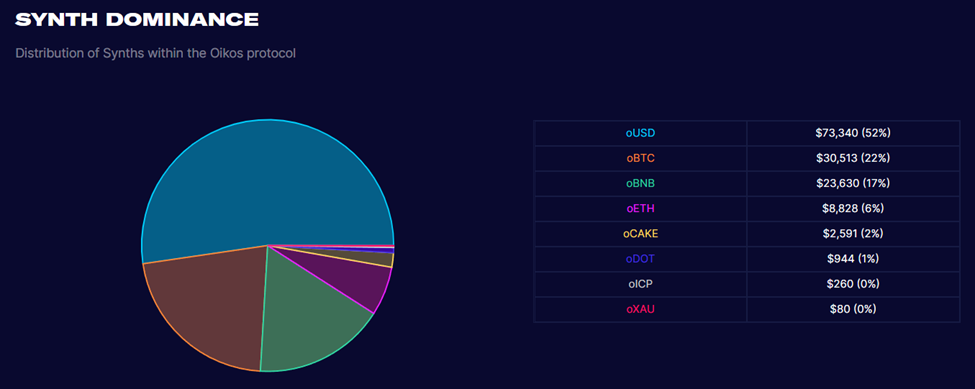 SYNTH DOMINANCE
Distribution of Synths within the Oikos protocol
oUSD $73,340 (52%)
oBTC $30,513 (22%)
oBNB $23,630 (17%)
oETH $8,828 (6%)
oCAKE $2,591 (2%)
oDOT $944 (1%)
oICP $260 (0%)
oXAU $80 (0%)